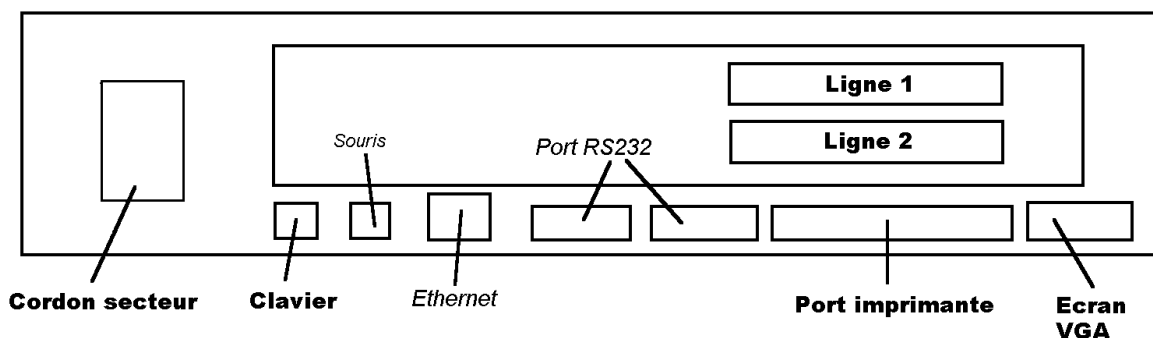 Ligne 1
Ligne 2
Souris
Port RS232
Cordon secteur
Clavier
Ethernet
Port imprimante
Ecran
VGA